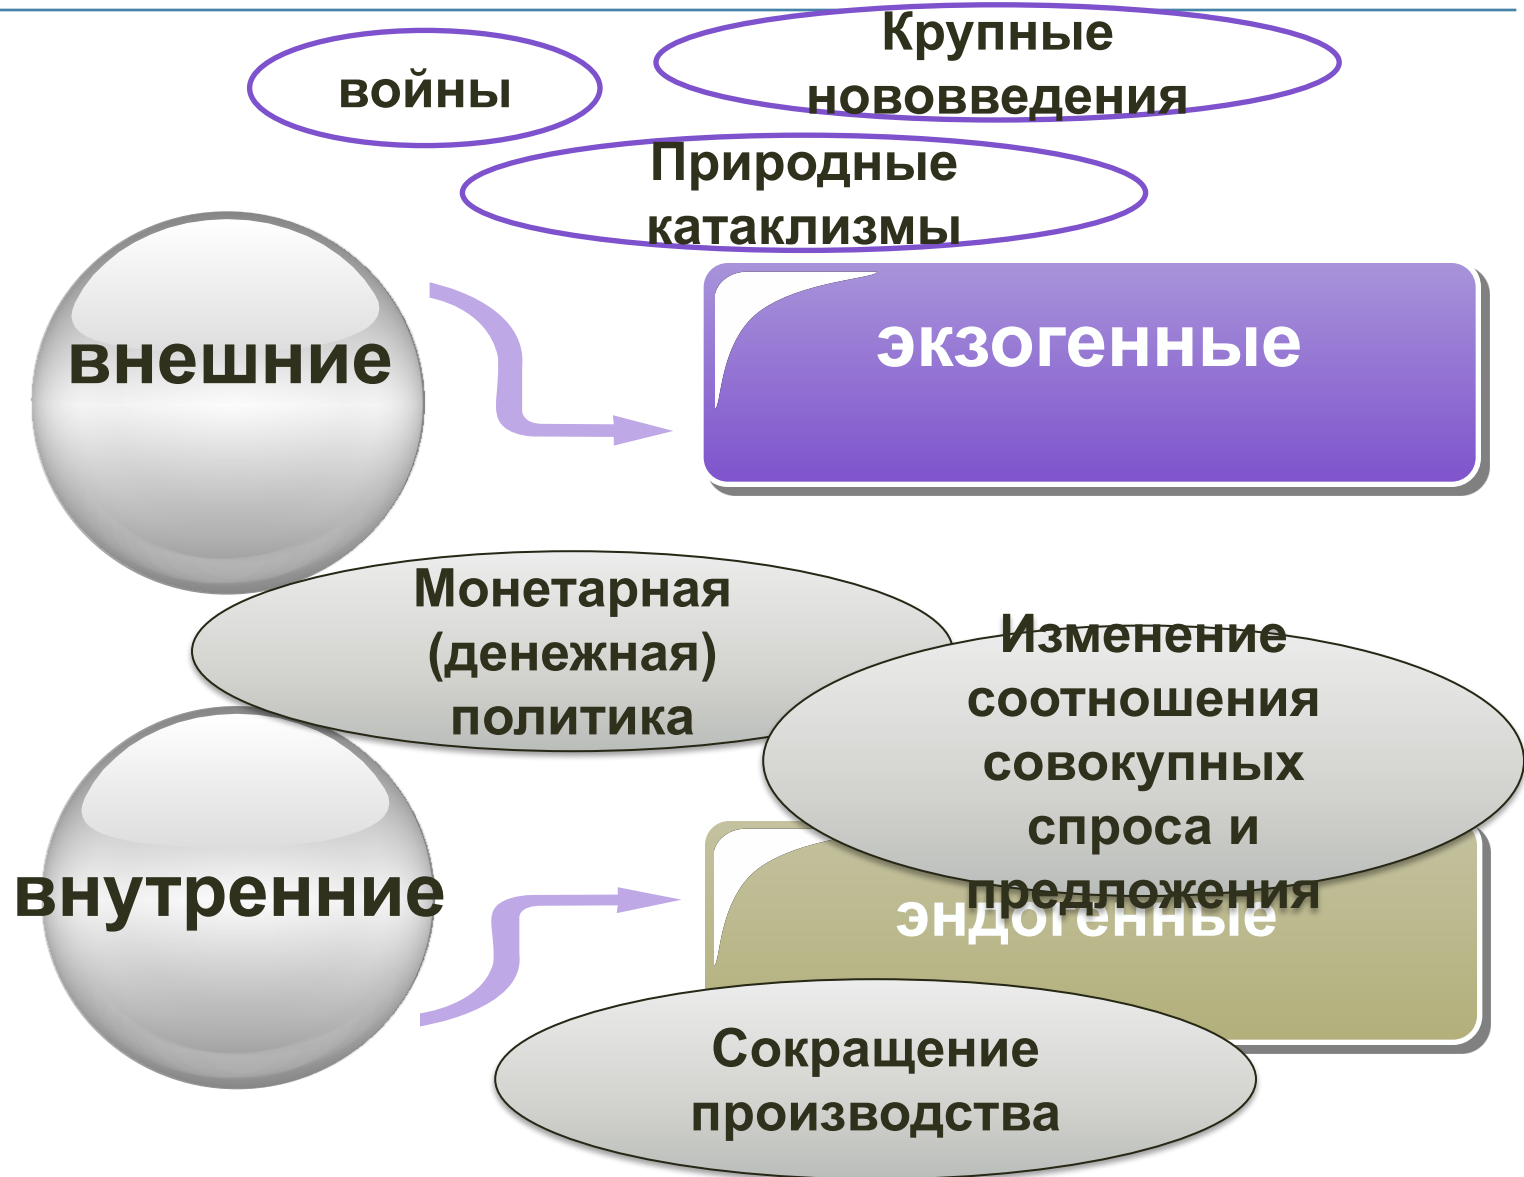 войны
Крупные
нововведения
Природные
катаклизмы
внешние
экзогенные
Монетарная
(денежная)
политика
Изменение
соотношения
совокупных
спроса и
предложения
внутренние
эндогенные
Сокращение
производства